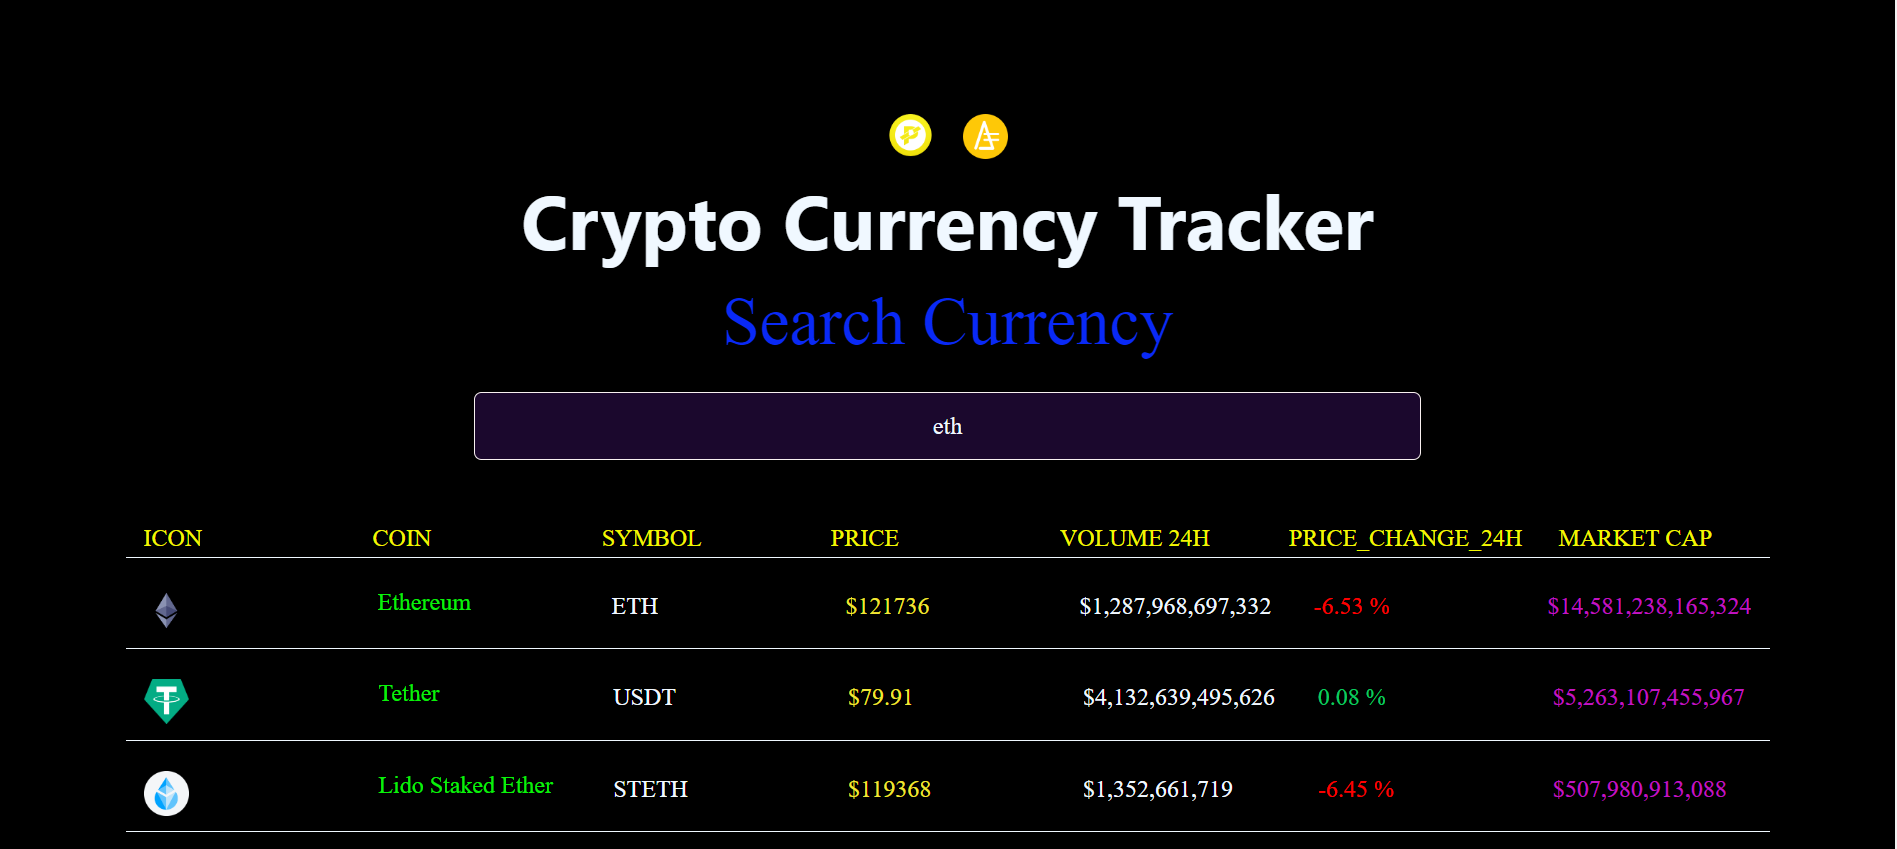 Crypto Currency Tracker
Search Currency
eth
ICON COIN SYMBOL PRICE VOLUME 24H PRICE_CHANGE_24H MARKET CAP
Ethereum ETH $121736 $1,287,968,697,332 -6.53 % $14,581,238,165,324
Tether USDT $79.91 $4,132,639,495,626 0.08 % $5,263,107,455,967
Lido Staked Ether STETH $119368 $1,352,661,719 -6.45 % $507,980,913,088